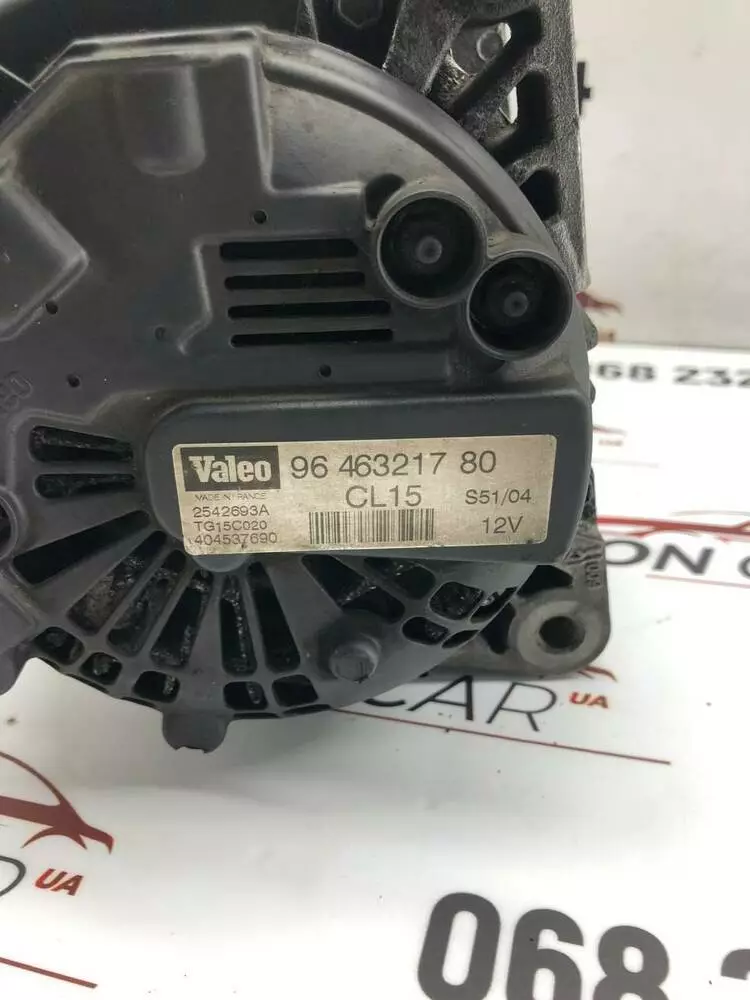 068 232
Valeo 96 463217 80
MADE IN FRANCE CL15 S51/04
2542693A
TG15C020 12V
404537690
ON C
CAR UA
UA
068